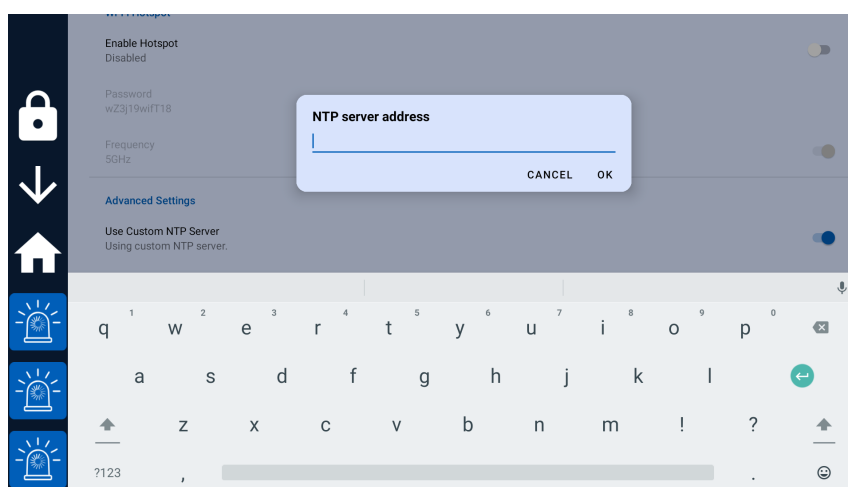 Enable Hotspot
Disabled
Password
wZ3j19wifT18
Frequency
5GHz
NTP server address
CANCEL OK
Advanced Settings
Use Custom NTP Server
Using custom NTP server.
1 2 3 4 5 6 7 8 9 0
q w e r t y u i o p
a s d f g h j k l
z x c v b n m ! ?
?123 , .